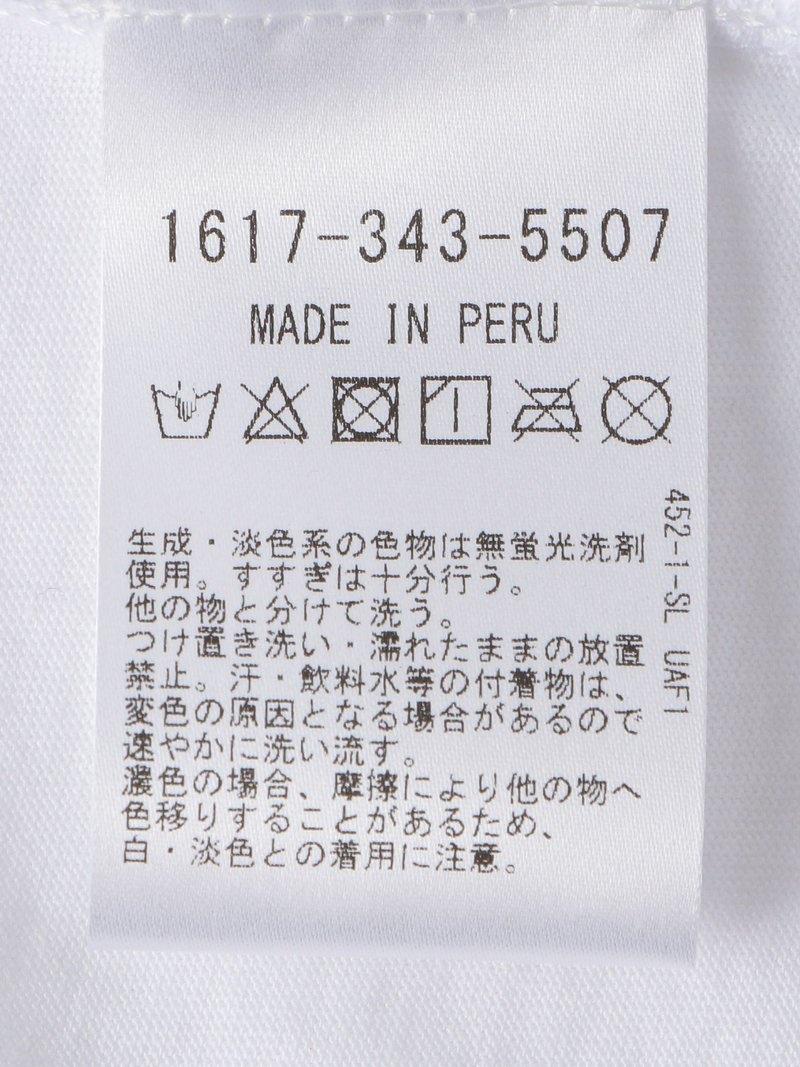 1617-343-5507
MADE IN PERU
生成・淡色系の色物は無蛍光洗剤
使用。すすぎは十分行う。
他の物と分けて洗う。
つけ置き洗い・濡れたままの放置
禁止。汗・飲料水等の付着物は、
変色の原因となる場合があるので
速やかに洗い流す。
濃色の場合、摩擦により他の物へ
色移りすることがあるため、
白・淡色との着用に注意。
452-1-SL UAF1